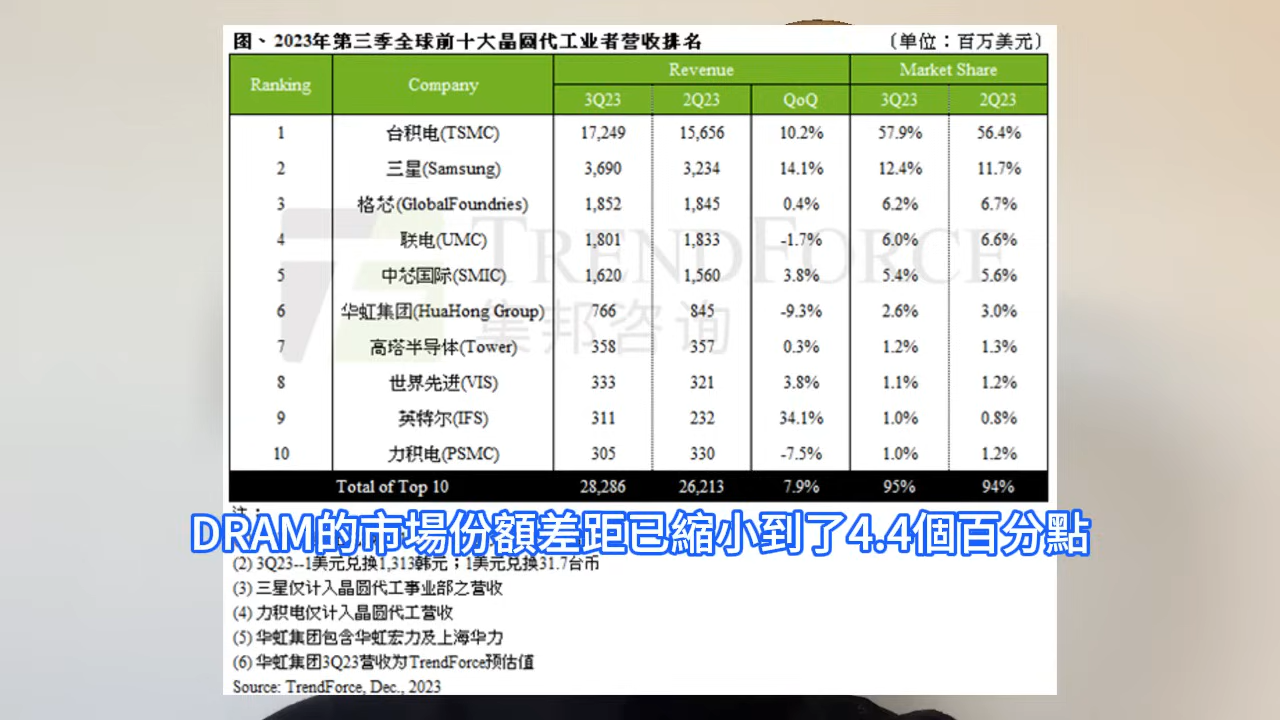 图、2023年第三季全球前十大晶圆代工业者营收排名 (单位：百万美元)
Ranking Company Revenue Market Share
3Q23 2Q23 QoQ 3Q23 2Q23
1 台积电(TSMC) 17,249 15,656 10.2% 57.9% 56.4%
2 三星(Samsung) 3,690 3,234 14.1% 12.4% 11.7%
3 格芯(GlobalFoundries) 1,852 1,845 0.4% 6.2% 6.7%
4 联电(UMC) 1,801 1,833 -1.7% 6.0% 6.6%
5 中芯国际(SMIC) 1,620 1,560 3.8% 5.4% 5.6%
6 华虹集团(HuaHong Group) 766 845 -9.3% 2.6% 3.0%
7 高塔半导体(Tower) 358 357 0.3% 1.2% 1.3%
8 世界先进(VIS) 333 321 3.8% 1.1% 1.2%
9 英特尔(IFS) 311 232 34.1% 1.0% 0.8%
10 力积电(PSMC) 305 330 -7.5% 1.0% 1.2%
Total of Top 10 28,286 26,213 7.9% 95% 94%
TRENDFORCE
集邦咨询
DRAM的市場份額差距已縮小到了4.4個百分點
(2) 3Q23--1美元兑换1,313韩元；1美元兑换31.7台币
(3) 三星仅计入晶圆代工事业部之营收
(4) 力积电仅计入晶圆代工营收
(5) 华虹集团包含华虹宏力及上海华力
(6) 华虹集团3Q23营收为TrendForce预估值
Source: TrendForce, Dec., 2023